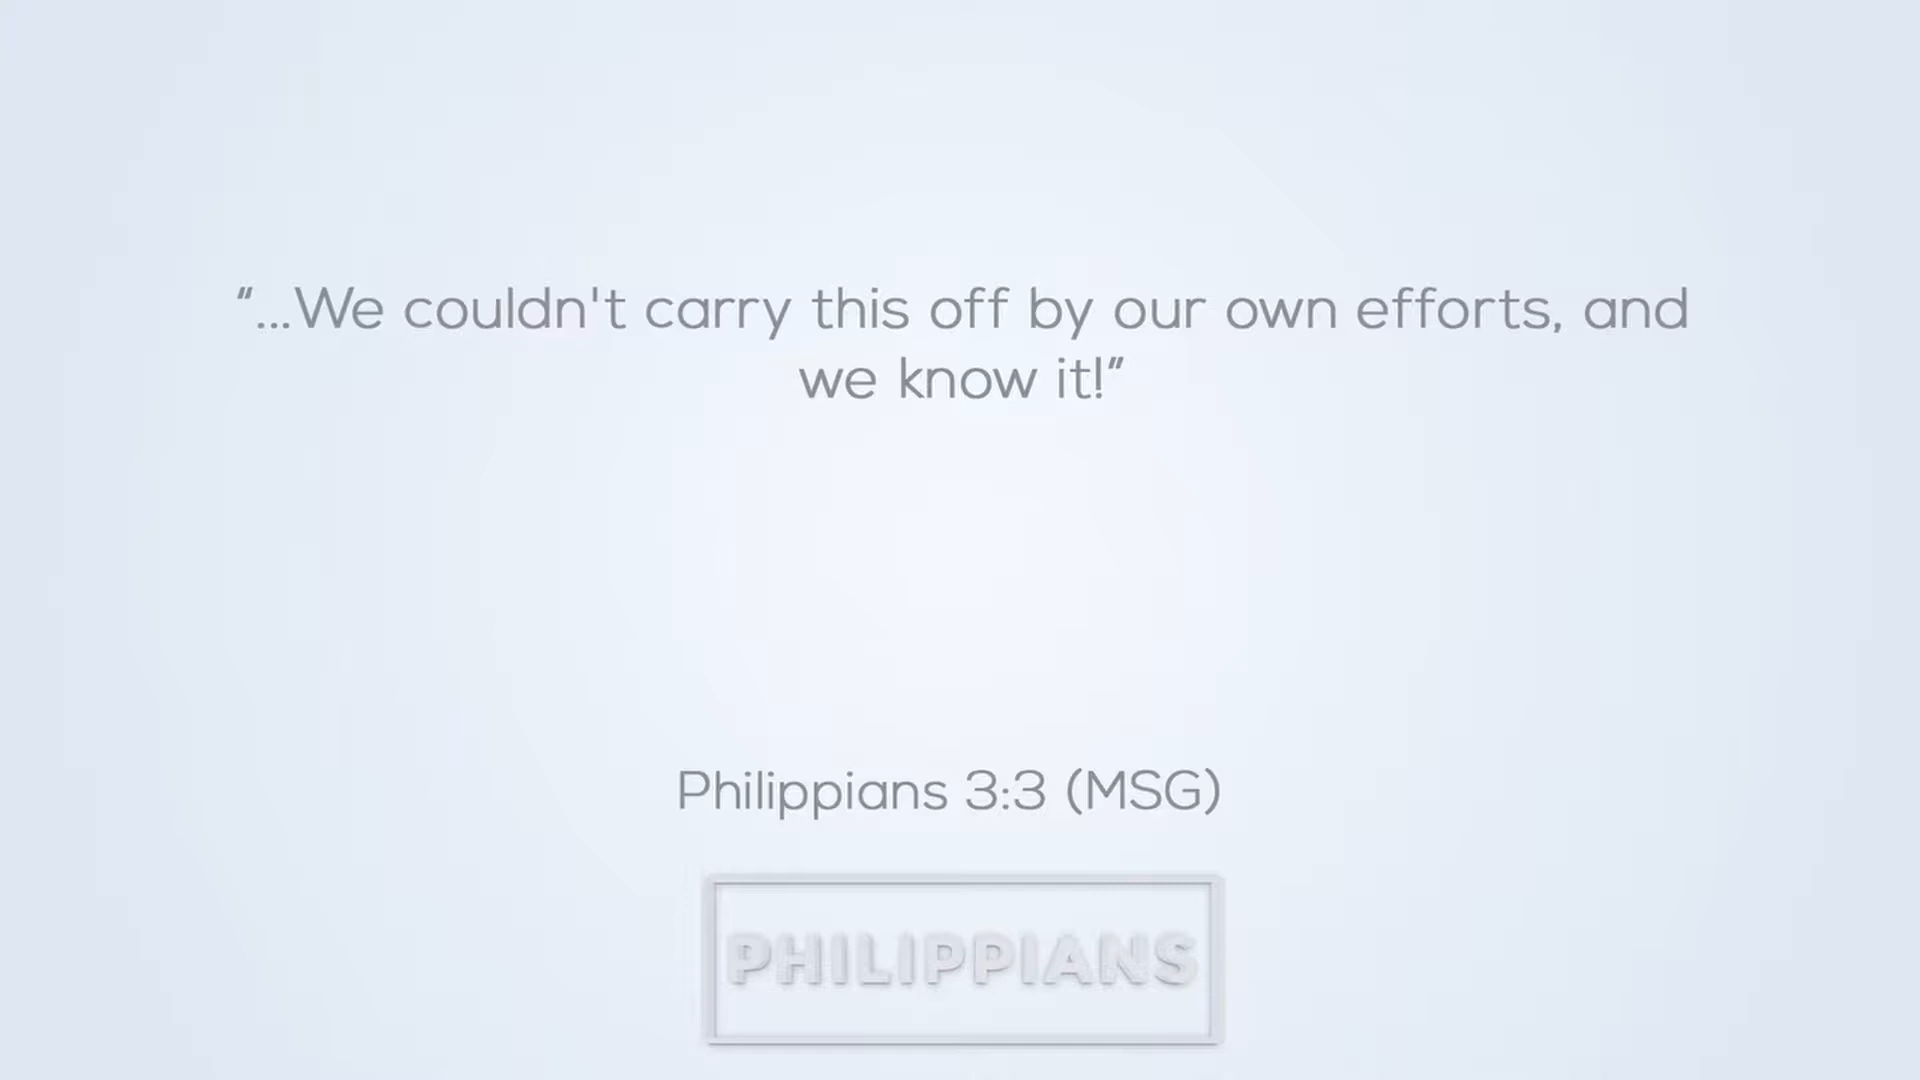 “...We couldn't carry this off by our own efforts, and
we know it!”
Philippians 3:3 (MSG)
PHILIPPIANS